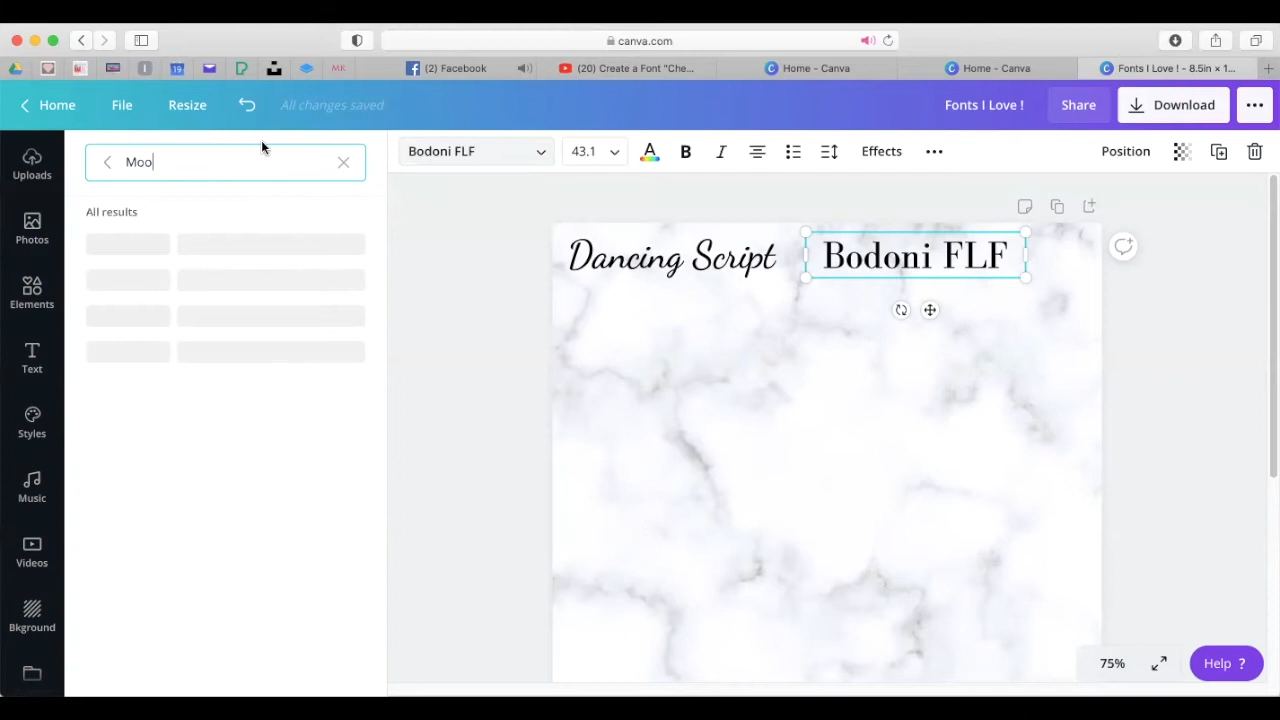 canva.com
MK
(2) Facebook
(20) Create a Font "Che...
Home - Canva
Home - Canva
Fonts I Love ! - 8.5in × 1...
Home
File
Resize
All changes saved
Fonts I Love !
Share
Download
Uploads
Photos
Elements
Text
Styles
Music
Videos
Bkground
Moo
All results
Bodoni FLF
43.1
A
B
I
Effects
Position
Dancing Script
Bodoni FLF
75%
Help ?